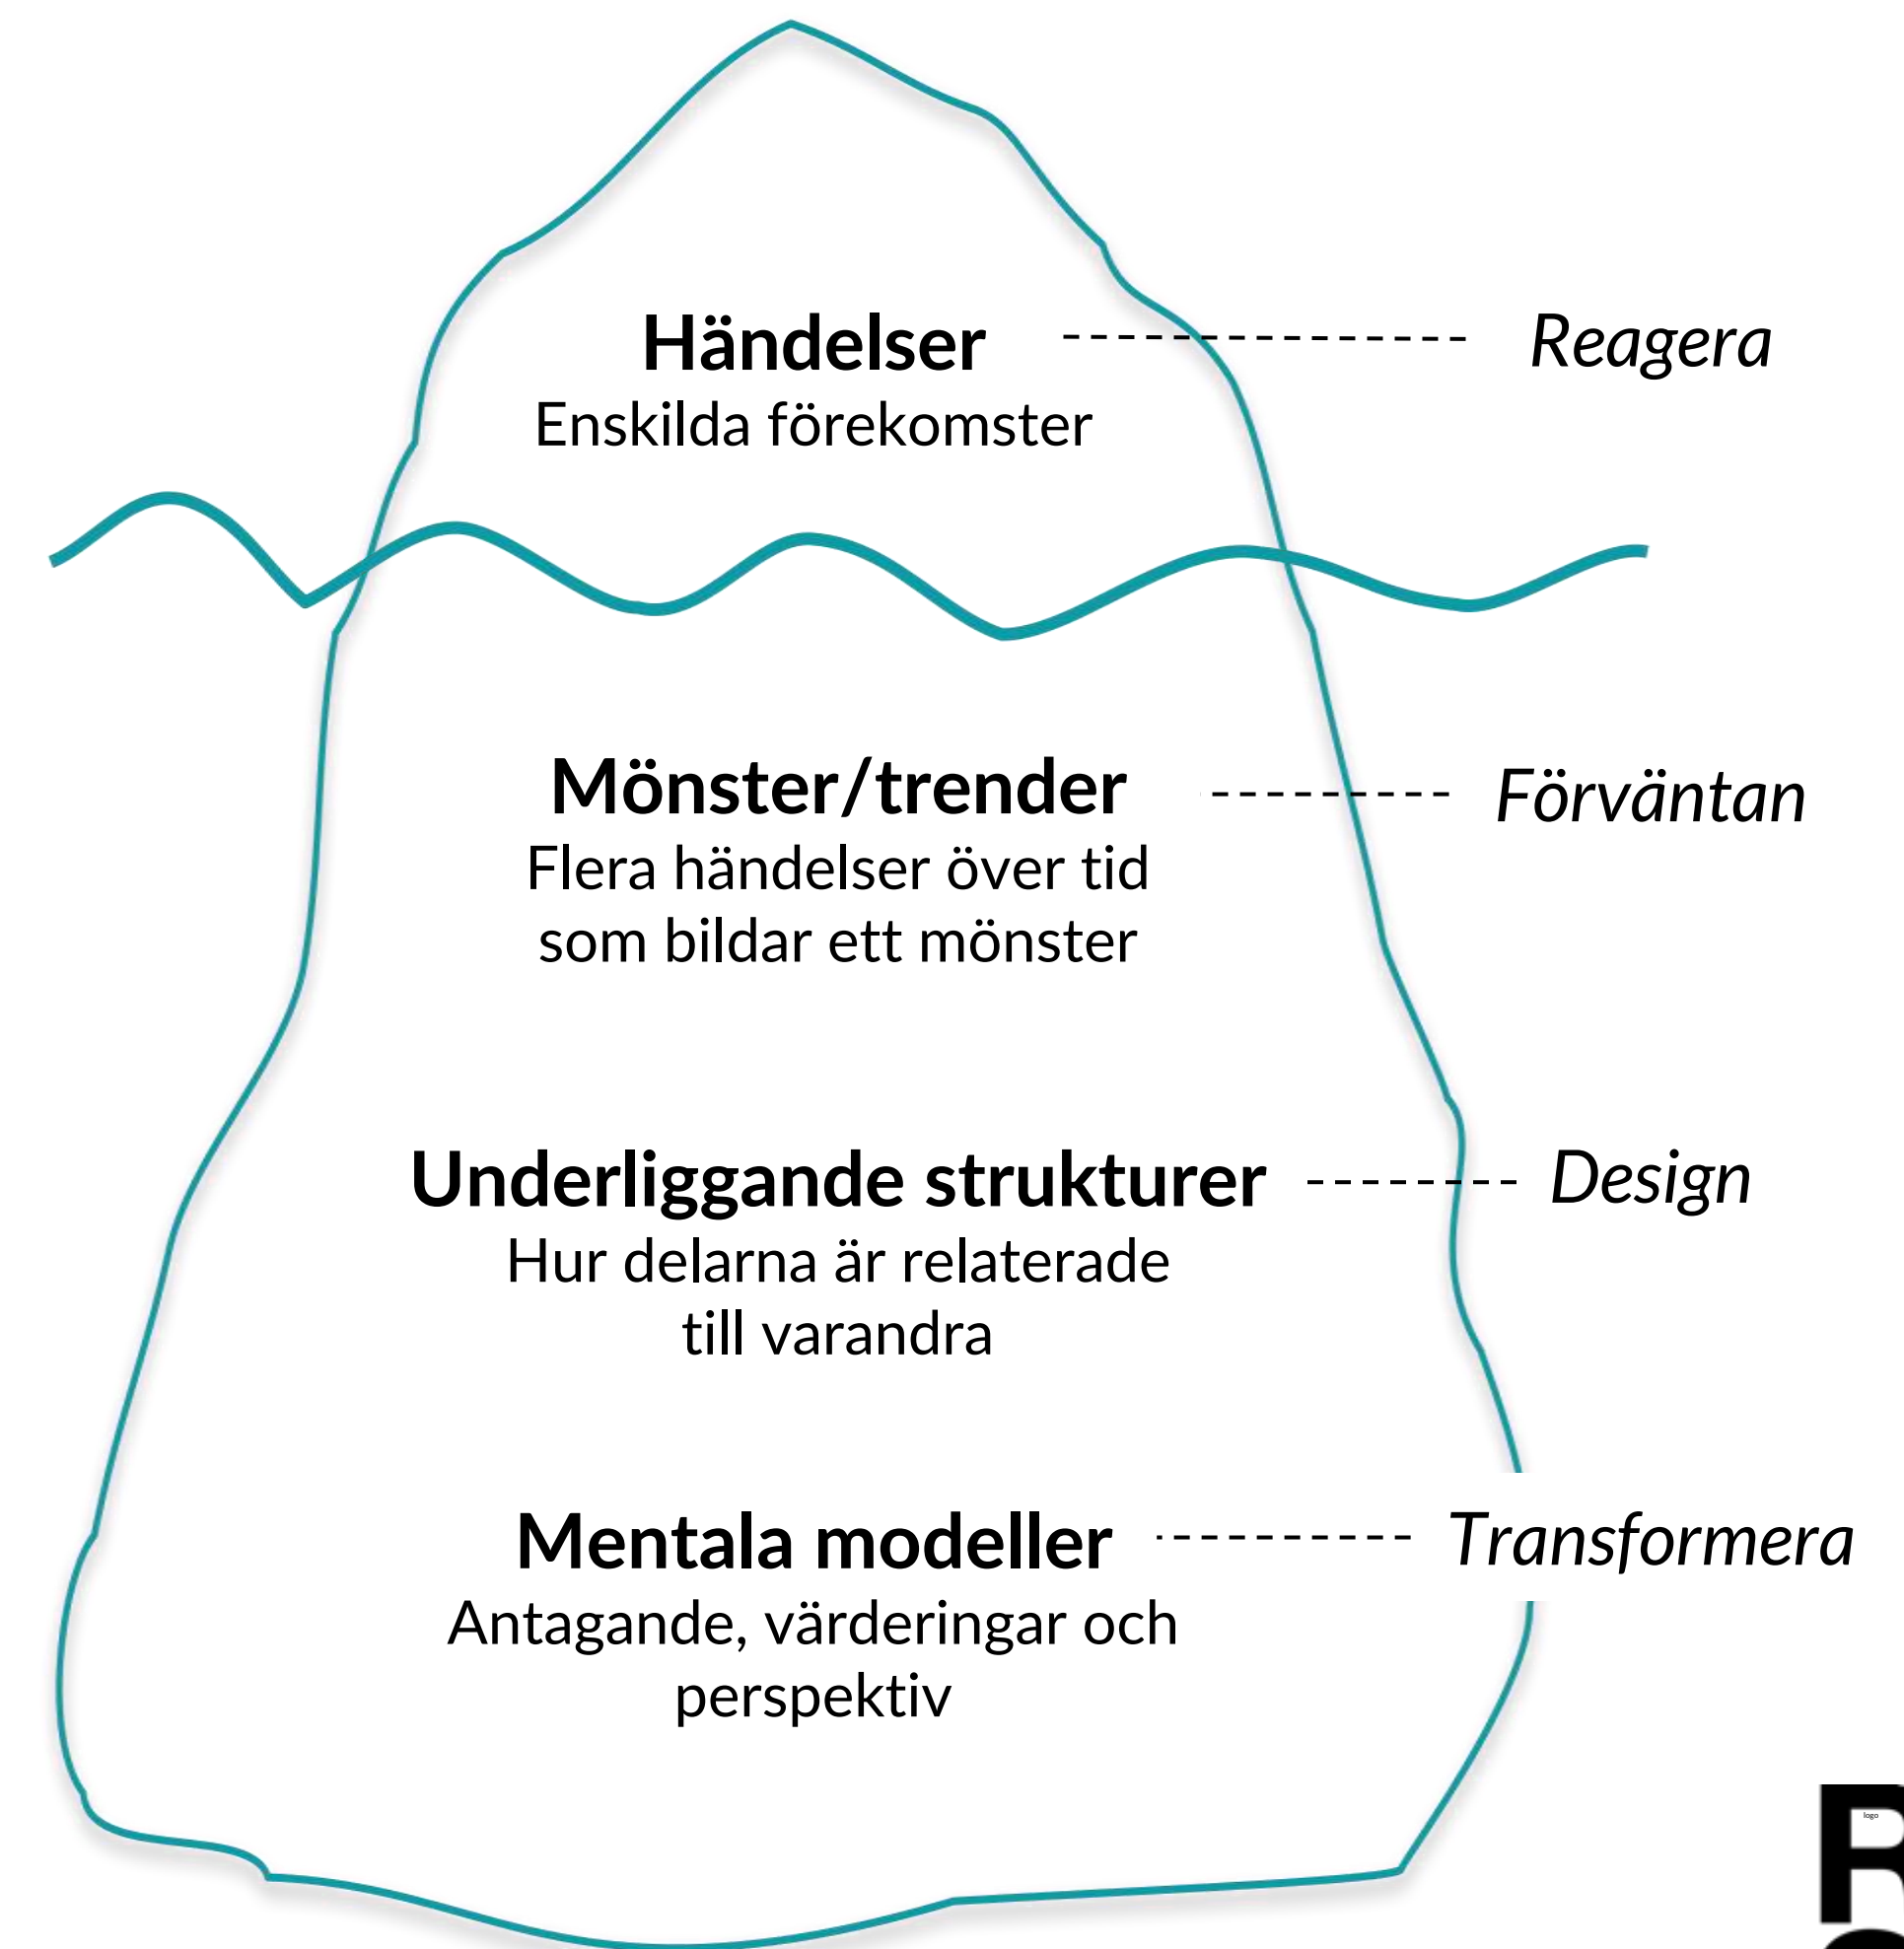 Händelser
Reagera
Enskilda förekomster
Mönster/trender
Förväntan
Flera händelser över tid
som bildar ett mönster
Underliggande strukturer
Design
Hur delarna är relaterade
till varandra
Mentala modeller
Transformera
Antagande, värderingar och
perspektiv
logo
R